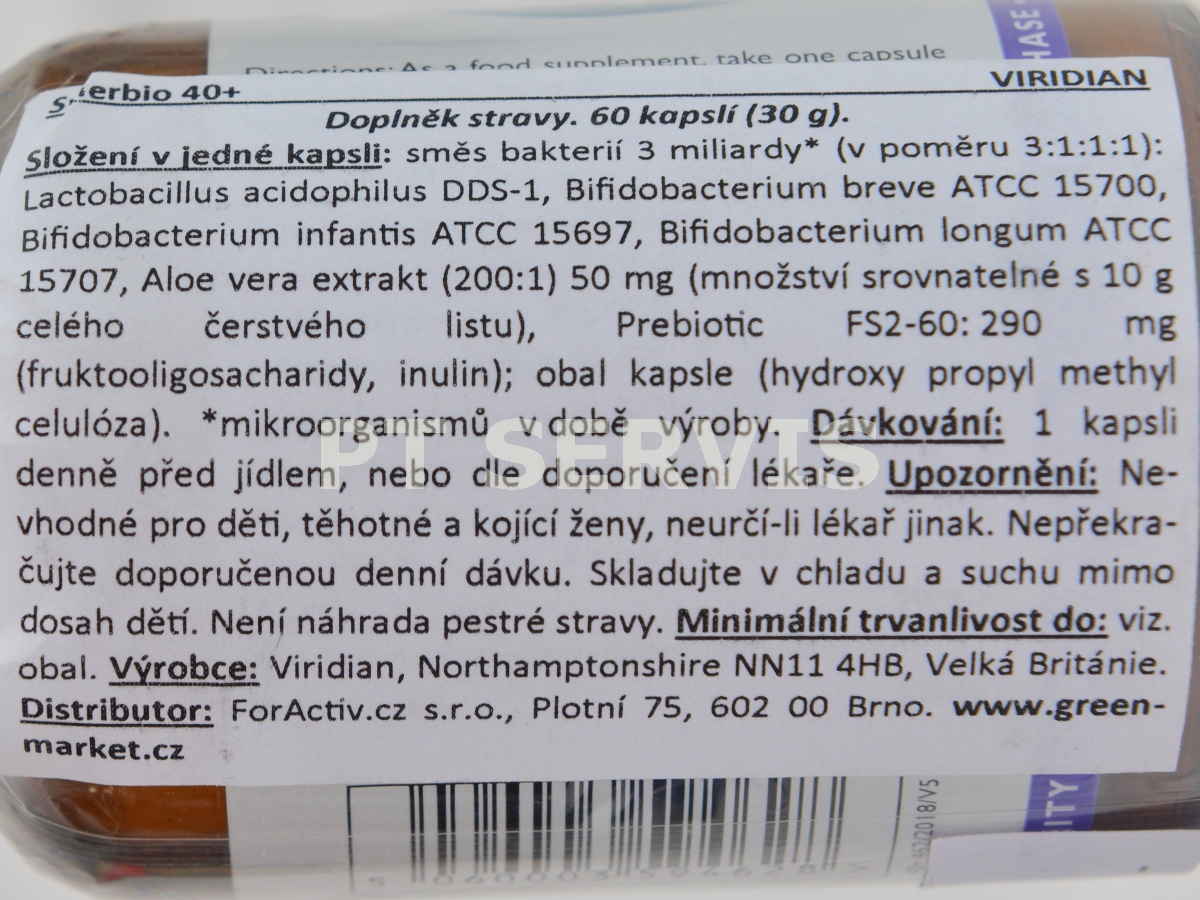 Directions: As a food supplement, take one capsule
HASE
erbio 40+ VIRIDIAN
Doplněk stravy. 60 kapslí (30 g).
Složení v jedné kapsli: směs bakterií 3 miliardy* (v poměru 3:1:1:1):
Lactobacillus acidophilus DDS-1, Bifidobacterium breve ATCC 15700,
Bifidobacterium infantis ATCC 15697, Bifidobacterium longum ATCC
15707, Aloe vera extrakt (200:1) 50 mg (množství srovnatelné s 10 g
celého čerstvého listu), Prebiotic FS2-60: 290 mg
(fruktooligosacharidy, inulin); obal kapsle (hydroxy propyl methyl
celulóza). *mikroorganismů v době výroby. Dávkování: 1 kapsli
PT SERVIS
denně před jídlem, nebo dle doporučení lékaře. Upozornění: Ne-
vhodné pro děti, těhotné a kojící ženy, neurčí-li lékař jinak. Nepřekra-
čujte doporučenou denní dávku. Skladujte v chladu a suchu mimo
dosah dětí. Není náhrada pestré stravy. Minimální trvanlivost do: viz.
obal. Výrobce: Viridian, Northamptonshire NN11 4HB, Velká Británie.
Distributor: ForActiv.cz s.r.o., Plotní 75, 602 00 Brno. www.green-
market.cz
RITY